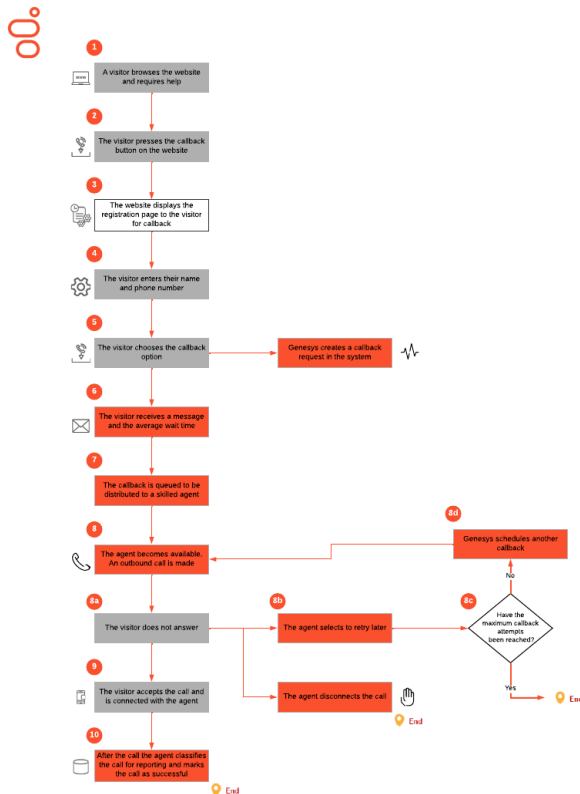 1
A visitor browses the website
and requires help
2
The visitor presses the callback
button on the website
3
The website displays the
registration page to the visitor
for callback
4
The visitor enters their name
and phone number
5
The visitor chooses the callback
option
Genesys creates a callback
request in the system
6
The visitor receives a message
and the average wait time
7
The callback is queued to be
distributed to a skilled agent
8
The agent becomes available.
An outbound call is made
8d
Genesys schedules another
callback
No
8a
The visitor does not answer
8b
The agent selects to retry later
8c
Have the
maximum callback
attempts
been reached?
Yes
End
9
The visitor accepts the call and
is connected with the agent
The agent disconnects the call
End
10
After the call the agent classifies
the call for reporting and marks
the call as successful
End